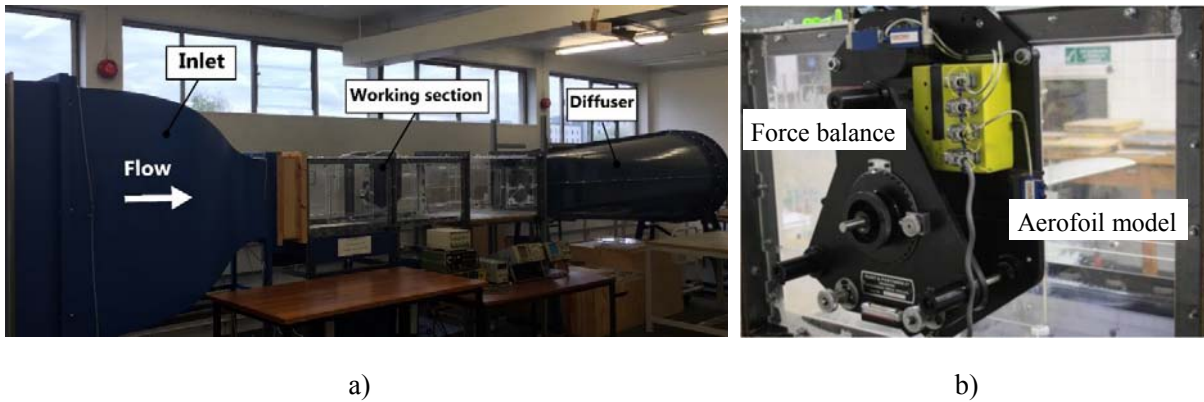 Inlet
Working section
Diffuser
Flow
Force balance
Aerofoil model
a)
b)